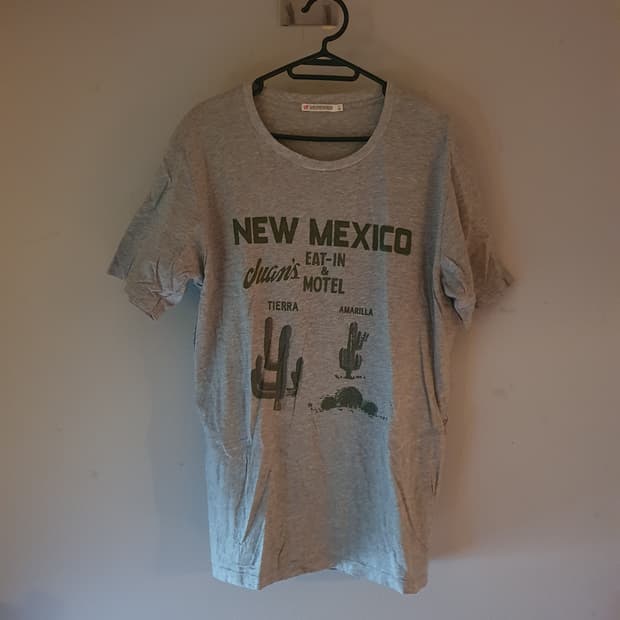 NEW MEXICO
Juan's EAT-IN
&
MOTEL
TIERRA AMARILLA